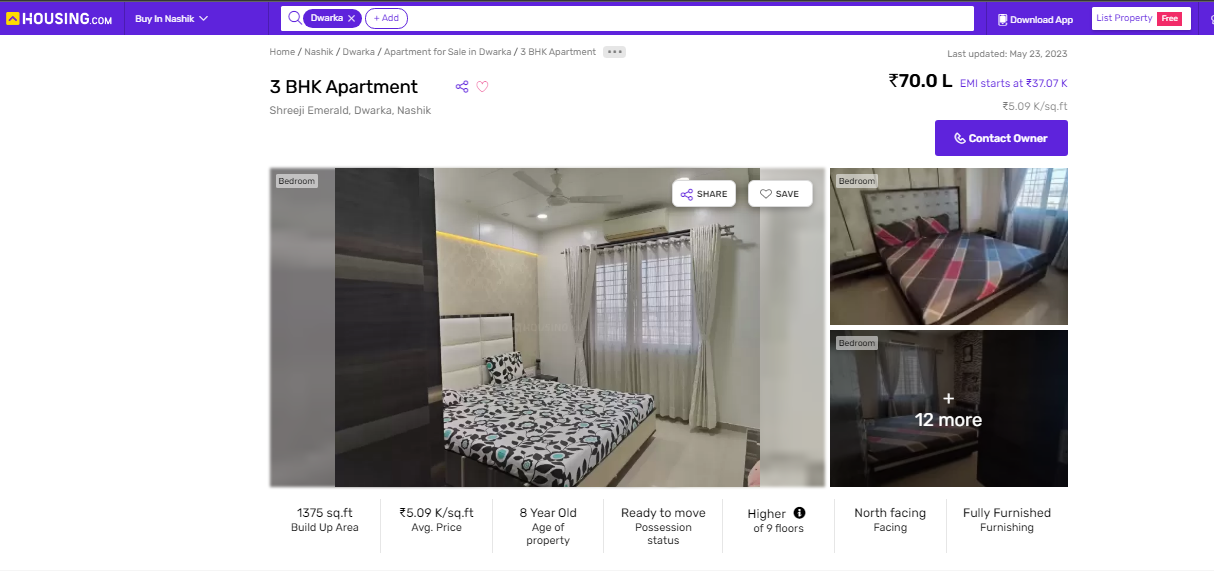 HOUSING.COM
Buy In Nashik
Dwarka
+ Add
Download App
List Property Free
Home / Nashik / Dwarka / Apartment for Sale in Dwarka / 3 BHK Apartment
Last updated: May 23, 2023
3 BHK Apartment
₹70.0 L EMI starts at ₹37.07 K
Shreeji Emerald, Dwarka, Nashik
₹5.09 K/sq.ft
Contact Owner
Bedroom
SHARE
SAVE
HOUSING
Bedroom
Bedroom
+
12 more
1375 sq.ft
Build Up Area
₹5.09 K/sq.ft
Avg. Price
8 Year Old
Age of
property
Ready to move
Possession
status
Higher
of 9 floors
North facing
Facing
Fully Furnished
Furnishing